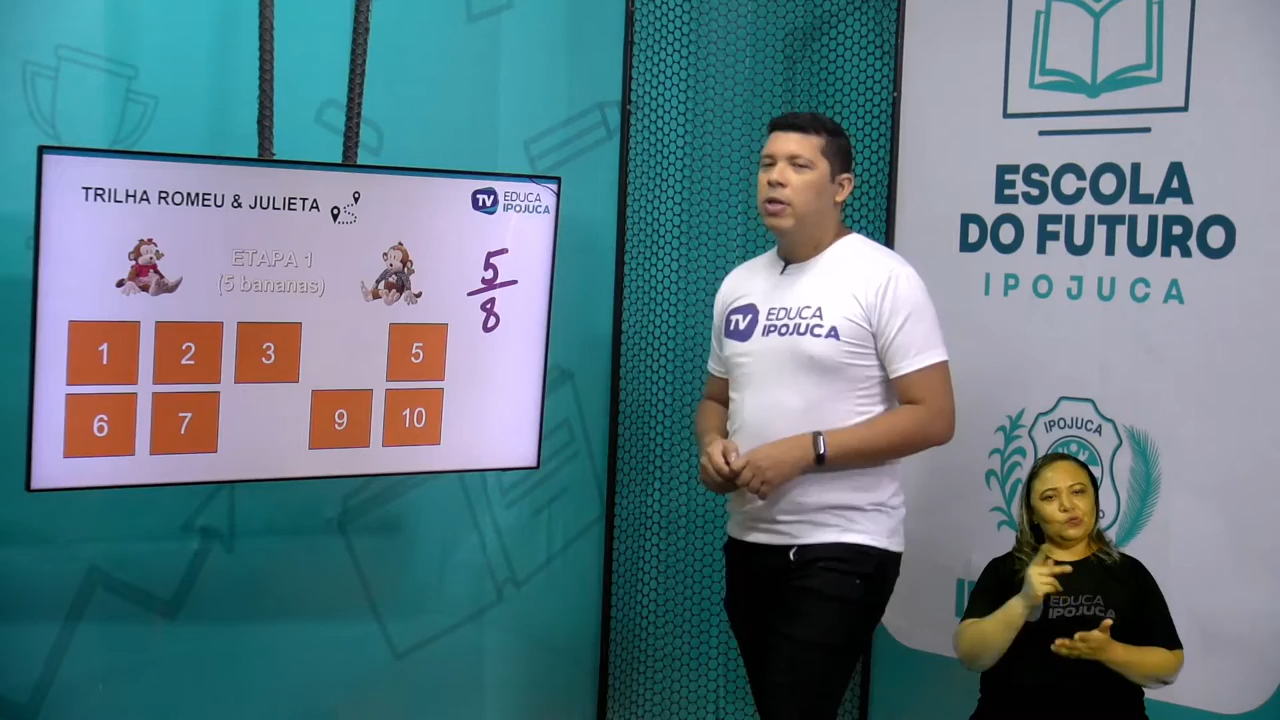 TRILHA ROMEU & JULIETA
TV EDUCA
IPOJUCA
ETAPA 1
(5 bananas)
5
8
1 2 3 5
6 7 9 10
TV EDUCA
IPOJUCA
ESCOLA
DO FUTURO
IPOJUCA
IPOJUCA
EDUCA
IPOJUCA